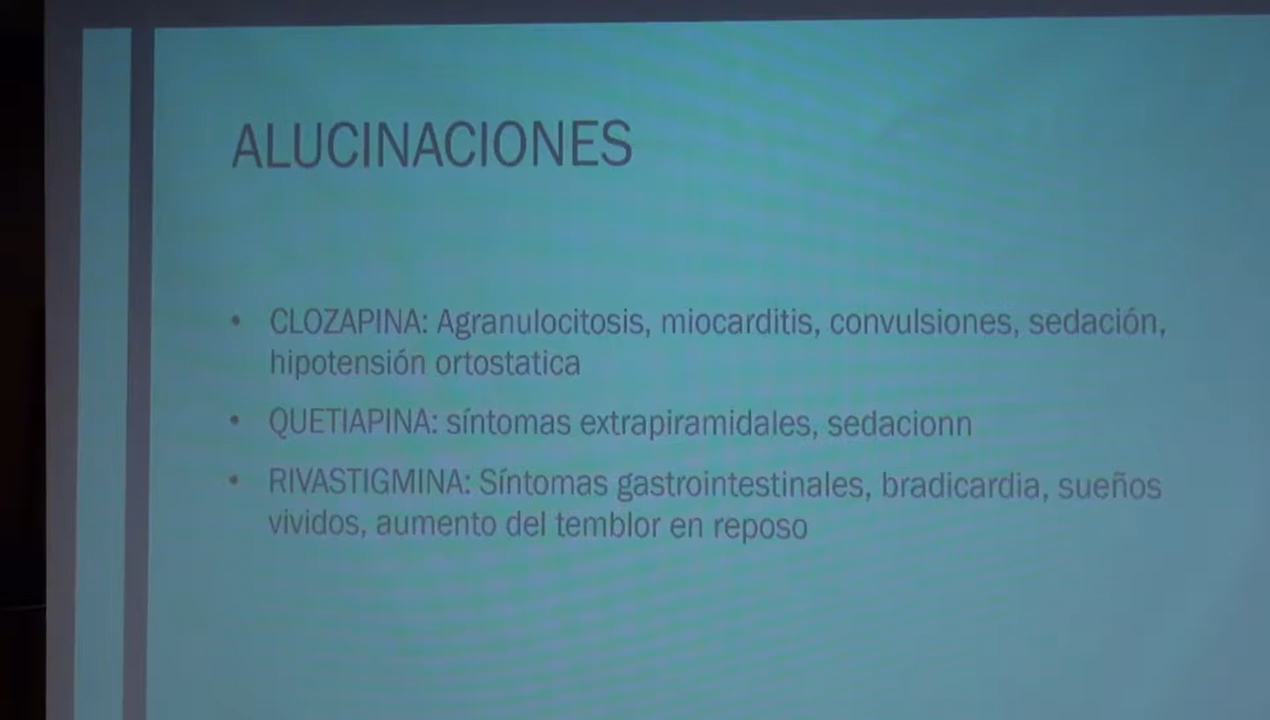 ALUCINACIONES
• CLOZAPINA: Agranulocitosis, miocarditis, convulsiones, sedación,
hipotensión ortostatica
• QUETIAPINA: síntomas extrapiramidales, sedacionn
• RIVASTIGMINA: Síntomas gastrointestinales, bradicardia, sueños
vividos, aumento del temblor en reposo